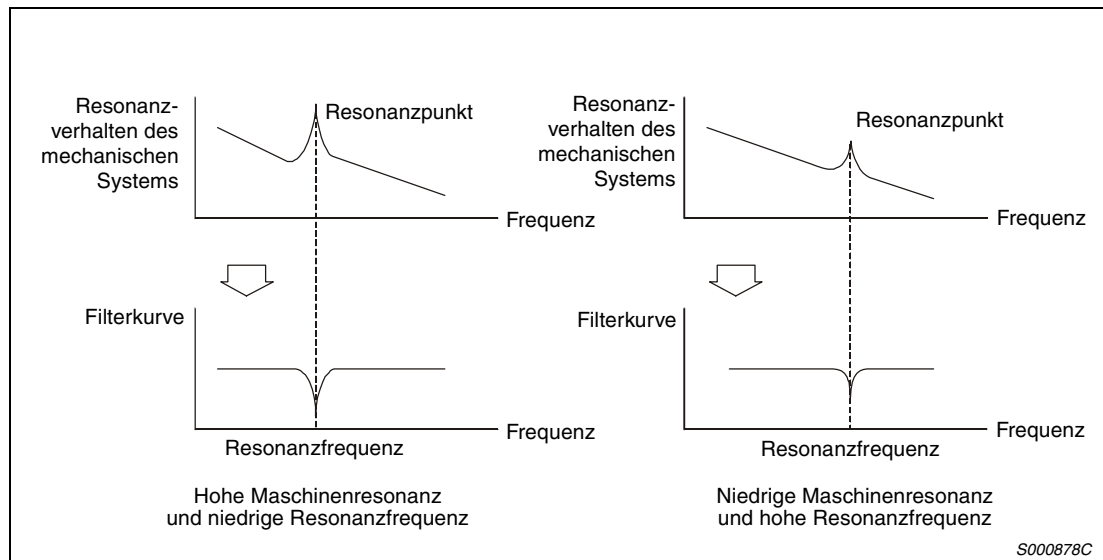 Resonanz-
verhalten des
mechanischen
Systems
Resonanzpunkt
Frequenz
Filterkurve
Frequenz
Resonanzfrequenz
Hohe Maschinenresonanz
und niedrige Resonanzfrequenz
Resonanz-
verhalten des
mechanischen
Systems
Resonanzpunkt
Frequenz
Filterkurve
Frequenz
Resonanzfrequenz
Niedrige Maschinenresonanz
und hohe Resonanzfrequenz
S000878C